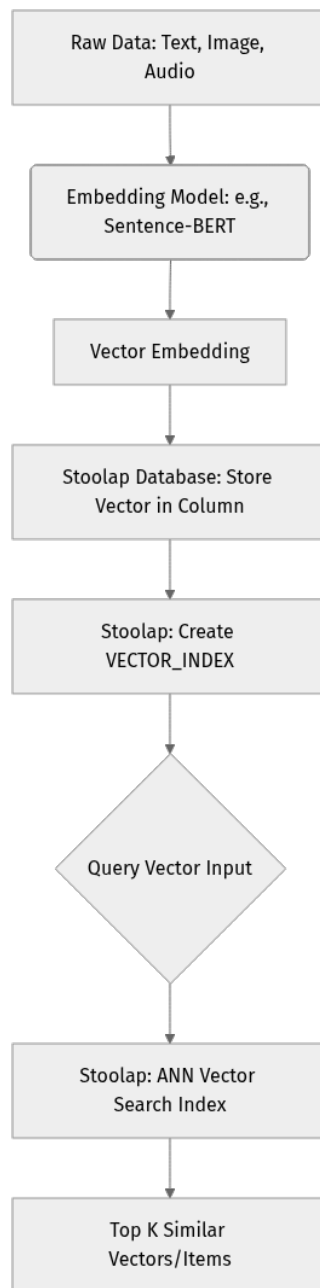 Raw Data: Text, Image,
Audio
Embedding Model: e.g.,
Sentence-BERT
Vector Embedding
Stoolap Database: Store
Vector in Column
Stoolap: Create
VECTOR_INDEX
Query Vector Input
Stoolap: ANN Vector
Search Index
Top K Similar
Vectors/Items